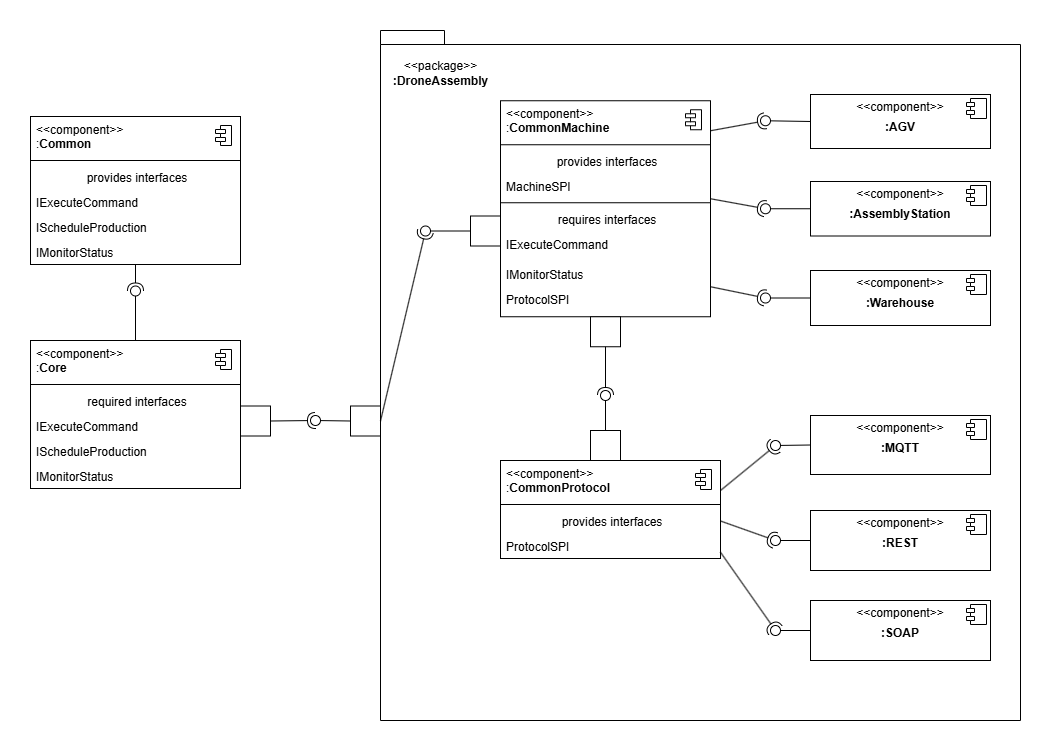 <<component>>
:Common
provides interfaces
IExecuteCommand
IScheduleProduction
IMonitorStatus
<<component>>
:Core
required interfaces
IExecuteCommand
IScheduleProduction
IMonitorStatus
<<package>>
:DroneAssembly
<<component>>
:CommonMachine
provides interfaces
MachineSPI
requires interfaces
IExecuteCommand
IMonitorStatus
ProtocolSPI
<<component>>
:CommonProtocol
provides interfaces
ProtocolSPI
<<component>>
:AGV
<<component>>
:AssemblyStation
<<component>>
:Warehouse
<<component>>
:MQTT
<<component>>
:REST
<<component>>
:SOAP